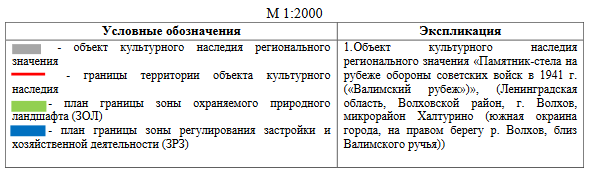 М 1:2000
Условные обозначения
- объект культурного наследия регионального
значения
- границы территории объекта культурного
наследия
- план границы зоны охраняемого природного
ландшафта (ЗОЛ)
- план границы зоны регулирования застройки и
хозяйственной деятельности (ЗРЗ)
Экспликация
1.Объект культурного наследия
регионального значения «Памятник-стела на
рубеже обороны советских войск в 1941 г.
(«Валимский рубеж»)», (Ленинградская
область, Волховский район, г. Волхов,
микрорайон Халтурино (южная окраина
города, на правом берегу р. Волхов, близ
Валимского ручья))